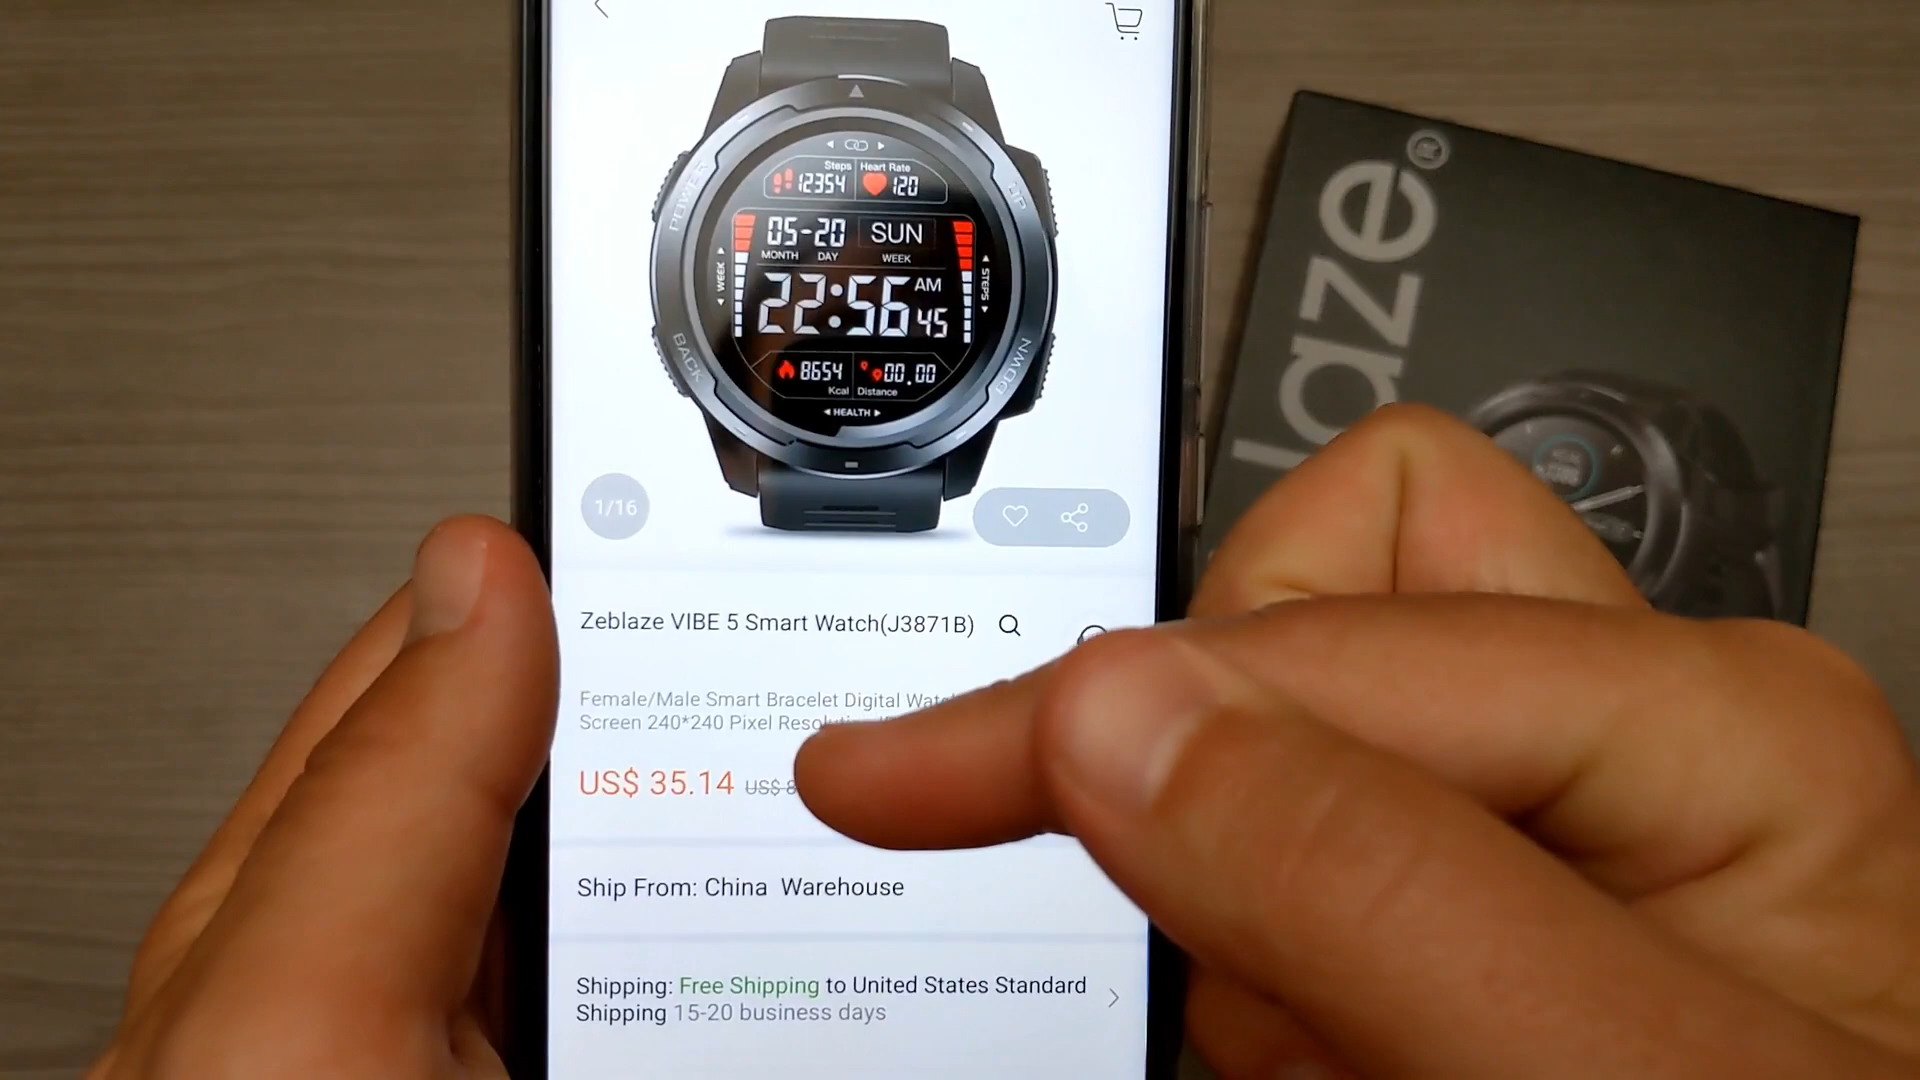 POWER
UP
BACK
DOWN
Steps
12354
Heart Rate
120
05-20
SUN
MONTH
DAY
WEEK
WEEK
STEPS
22:56
AM
45
8654
Kcal
00.00
Distance
HEALTH
1/16
laze
Zeblaze VIBE 5 Smart Watch(J3871B)
Female/Male Smart Bracelet Digital
Screen 240*240 Pixel
US$ 35.14 US$
Ship From: China Warehouse
Shipping: Free Shipping to United States Standard
Shipping 15-20 business days